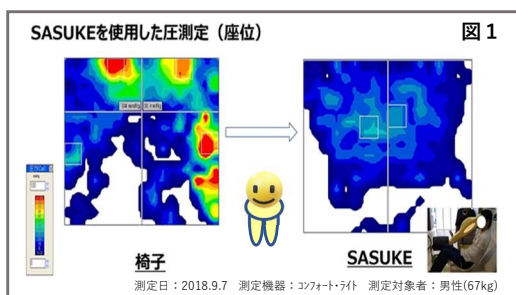 SASUKEを使用した圧測定（座位）
図1
椅子
SASUKE
測定日：2018.9.7 測定機器：ｺﾝﾌｫｰﾄ・ﾗｲﾄ 測定対象者：男性(67kg)